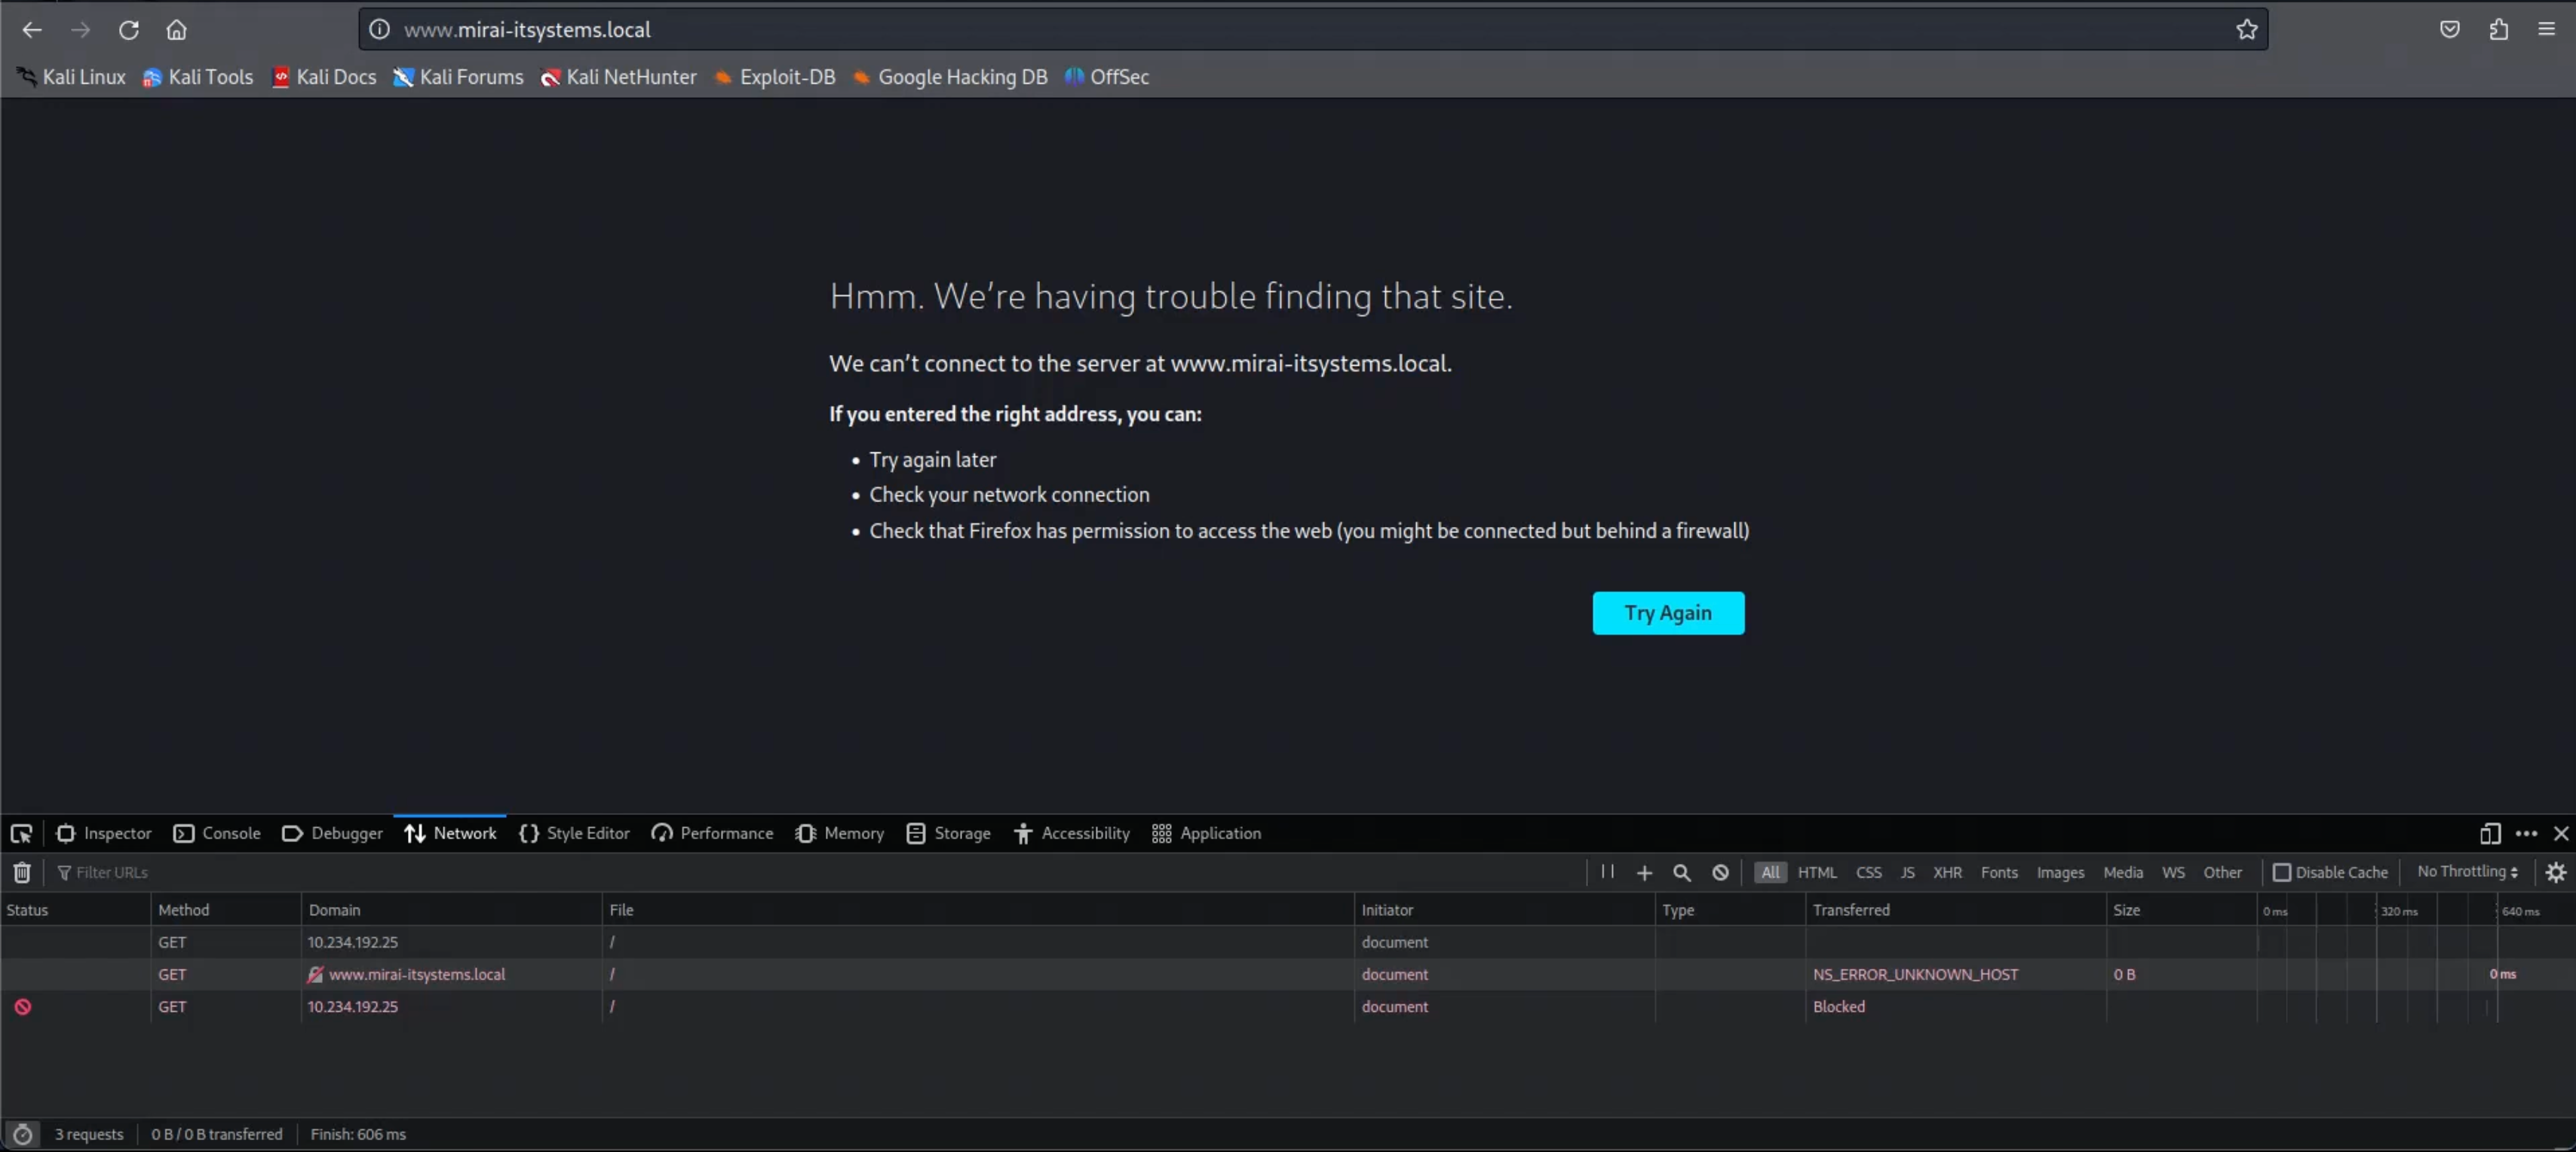 www.mirai-itsystems.local
Kali Linux Kali Tools Kali Docs Kali Forums Kali NetHunter Exploit-DB Google Hacking DB OffSec
Hmm. We're having trouble finding that site.
We can't connect to the server at www.mirai-itsystems.local.
If you entered the right address, you can:
• Try again later
• Check your network connection
• Check that Firefox has permission to access the web (you might be connected but behind a firewall)
Try Again
Inspector Console Debugger Network Style Editor Performance Memory Storage Accessibility Application
Filter URLs All HTML CSS JS XHR Fonts Images Media WS Other Disable Cache No Throttling
Status Method Domain File Initiator Type Transferred Size 0 ms 320 ms 640 ms
GET 10.234.192.25 / document
GET www.mirai-itsystems.local / document NS_ERROR_UNKNOWN_HOST 0 B 0 ms
GET 10.234.192.25 / document Blocked
3 requests 0 B / 0 B transferred Finish: 606 ms